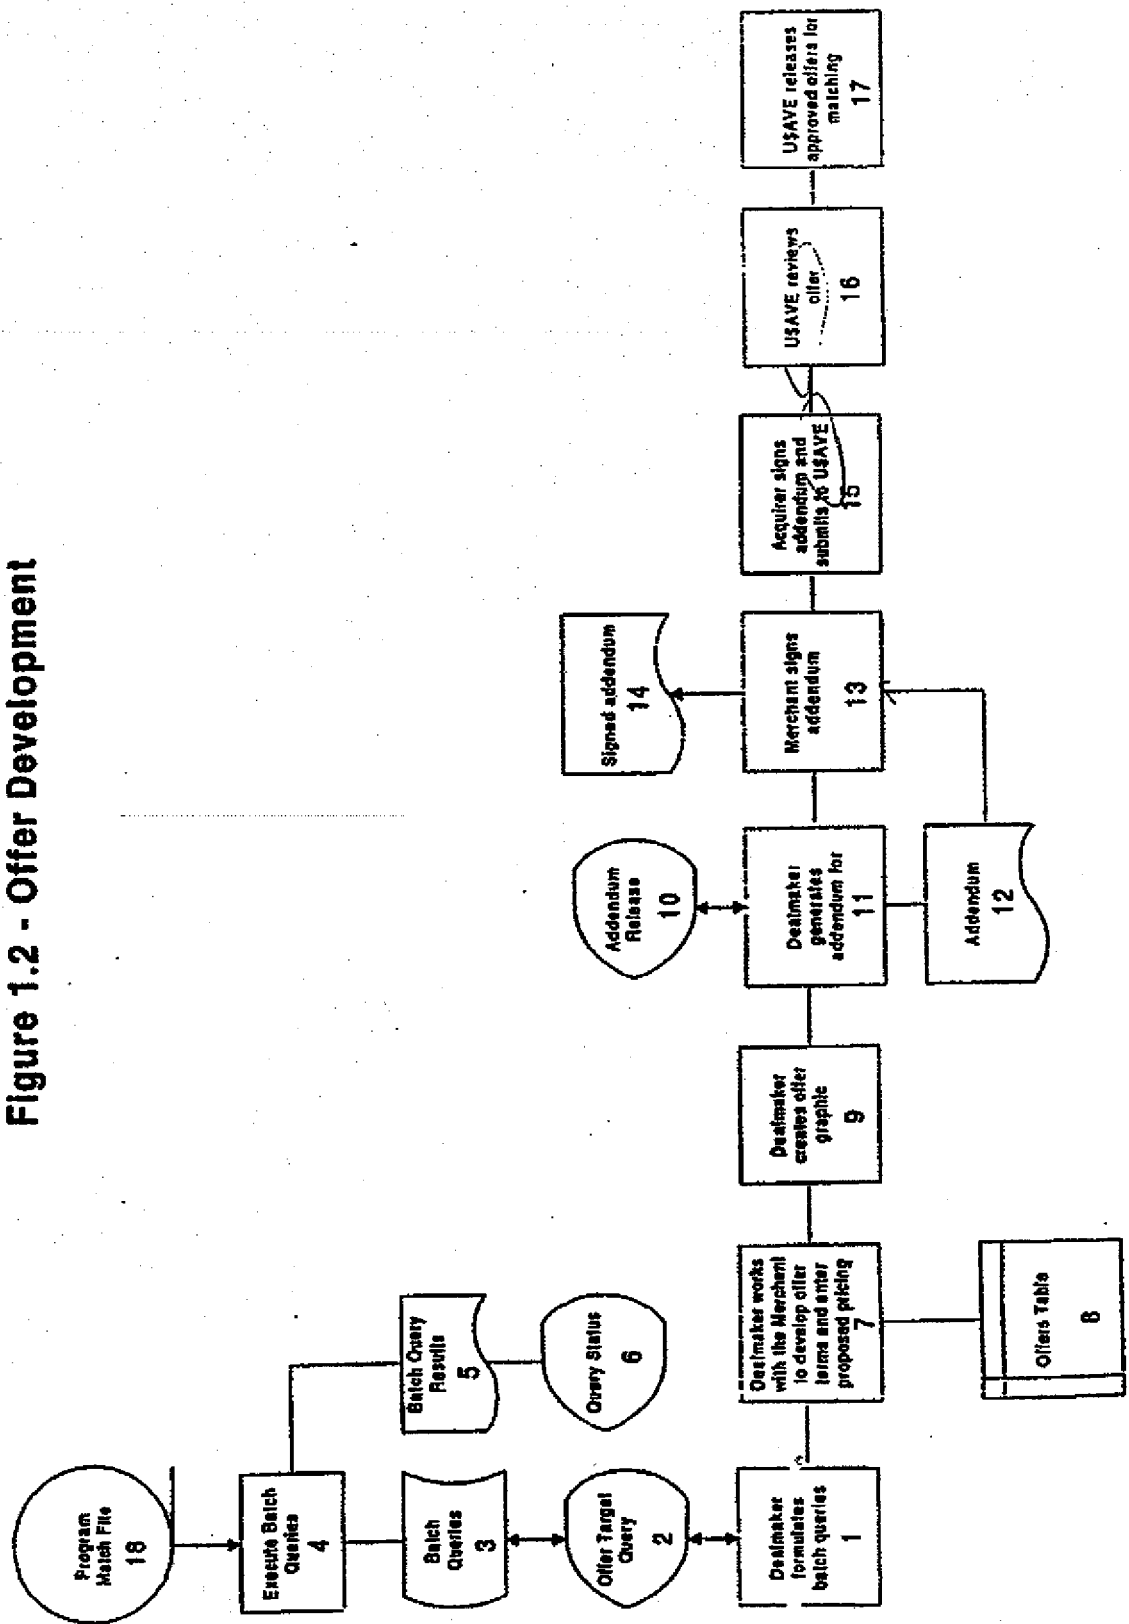 Figure 1.2 - Offer Development
Program
Match File
18
Execute Batch
Queries
4
Batch
Queries
3
Offer Target
Query
2
Dealmaker
formulates
batch queries
1
Batch Query
Results
5
Query Status
6
Dealmaker works
with the Merchant
to develop offer
terms and enter
proposed pricing
7
Offers Table
8
Dealmaker
creates offer
graphic
9
Addendum
Release
10
Dealmaker
generates
addendum for
11
Addendum
12
Signed addendum
14
Merchant signs
addendum
13
Acquirer signs
addendum and
submits to U$AVE
15
U$AVE reviews
offer
16
U$AVE releases
approved offers for
matching
17